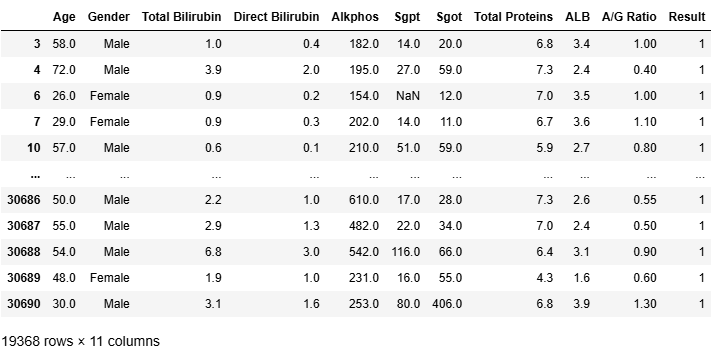 Age Gender Total Bilirubin Direct Bilirubin Alkphos Sgpt Sgot Total Proteins ALB A/G Ratio Result
3 58.0 Male 1.0 0.4 182.0 14.0 20.0 6.8 3.4 1.00 1
4 72.0 Male 3.9 2.0 195.0 27.0 59.0 7.3 2.4 0.40 1
6 26.0 Female 0.9 0.2 154.0 NaN 12.0 7.0 3.5 1.00 1
7 29.0 Female 0.9 0.3 202.0 14.0 11.0 6.7 3.6 1.10 1
10 57.0 Male 0.6 0.1 210.0 51.0 59.0 5.9 2.7 0.80 1
... ... ... ... ... ... ... ... ... ... ... ...
30686 50.0 Male 2.2 1.0 610.0 17.0 28.0 7.3 2.6 0.55 1
30687 55.0 Male 2.9 1.3 482.0 22.0 34.0 7.0 2.4 0.50 1
30688 54.0 Male 6.8 3.0 542.0 116.0 66.0 6.4 3.1 0.90 1
30689 48.0 Female 1.9 1.0 231.0 16.0 55.0 4.3 1.6 0.60 1
30690 30.0 Male 3.1 1.6 253.0 80.0 406.0 6.8 3.9 1.30 1
19368 rows × 11 columns